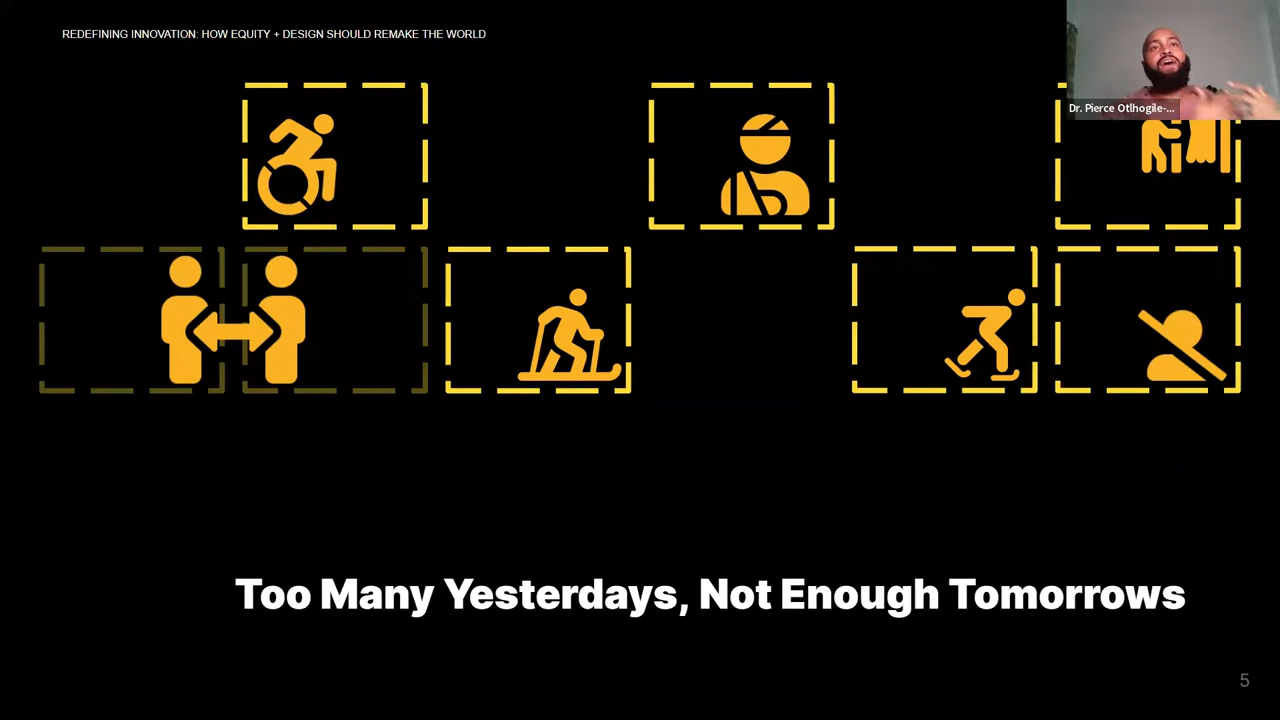 REDEFINING INNOVATION: HOW EQUITY + DESIGN SHOULD REMAKE THE WORLD
Dr. Pierce Otlhogile-...
Too Many Yesterdays, Not Enough Tomorrows
5